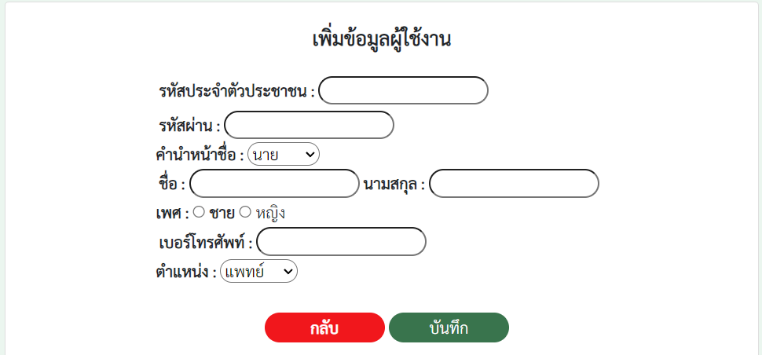 เพิ่มข้อมูลผู้ใช้งาน
รหัสประจำตัวประชาชน :
รหัสผ่าน :
คำนำหน้าชื่อ : นาย
ชื่อ : นามสกุล :
เพศ : ชาย หญิง
เบอร์โทรศัพท์ :
ตำแหน่ง : แพทย์
กลับ บันทึก